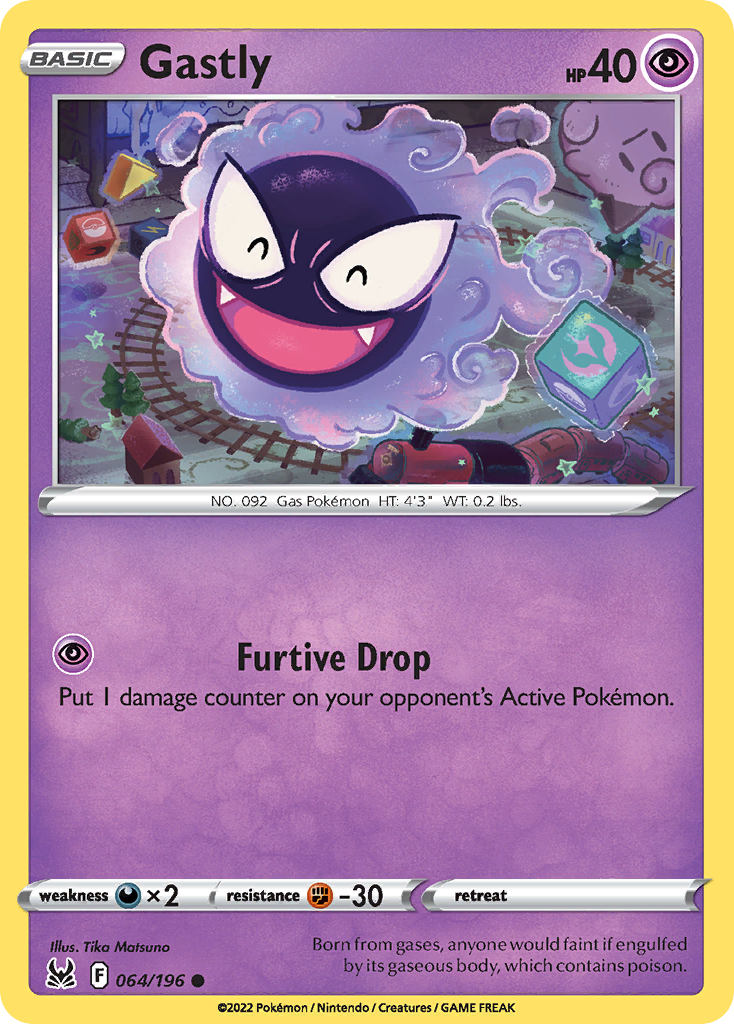 BASIC Gastly HP40
NO. 092 Gas Pokémon HT: 4'3" WT: 0.2 lbs.
Furtive Drop
Put 1 damage counter on your opponent's Active Pokémon.
weakness ×2 resistance -30 retreat
Illus. Tika Matsuno
Born from gases, anyone would faint if engulfed
by its gaseous body, which contains poison.
F 064/196
©2022 Pokémon / Nintendo / Creatures / GAME FREAK